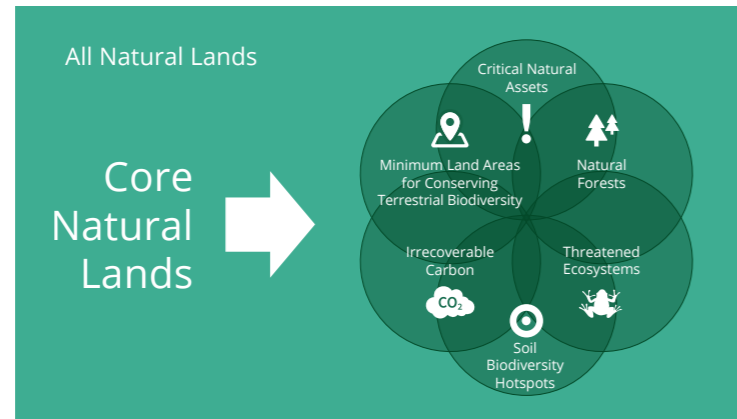 All Natural Lands
Core
Natural
Lands
Critical Natural
Assets
Minimum Land Areas
for Conserving
Terrestrial Biodiversity
Natural
Forests
Irrecoverable
Carbon
CO₂
Threatened
Ecosystems
Soil
Biodiversity
Hotspots